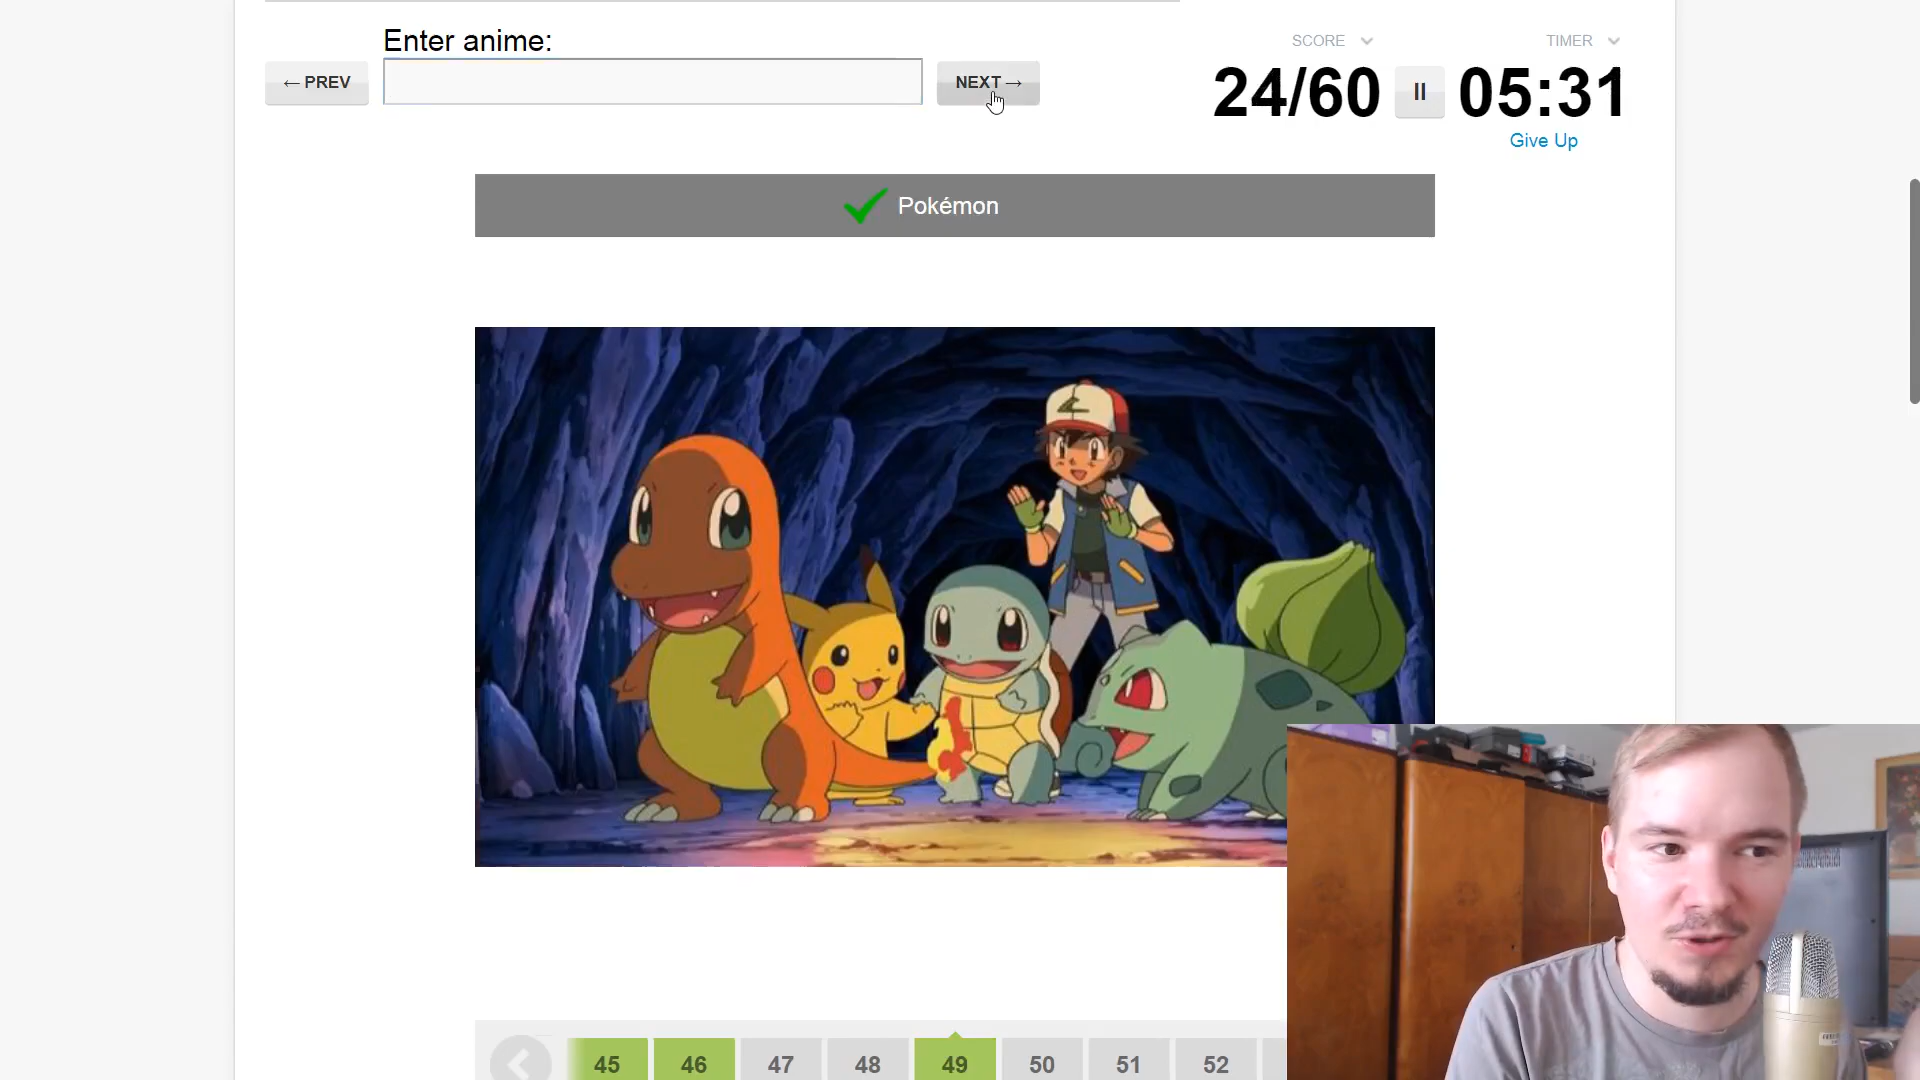 Enter anime:
← PREV
NEXT →
SCORE
24/60
II
TIMER
05:31
Give Up
Pokémon
45 46 47 48 49 50 51 52